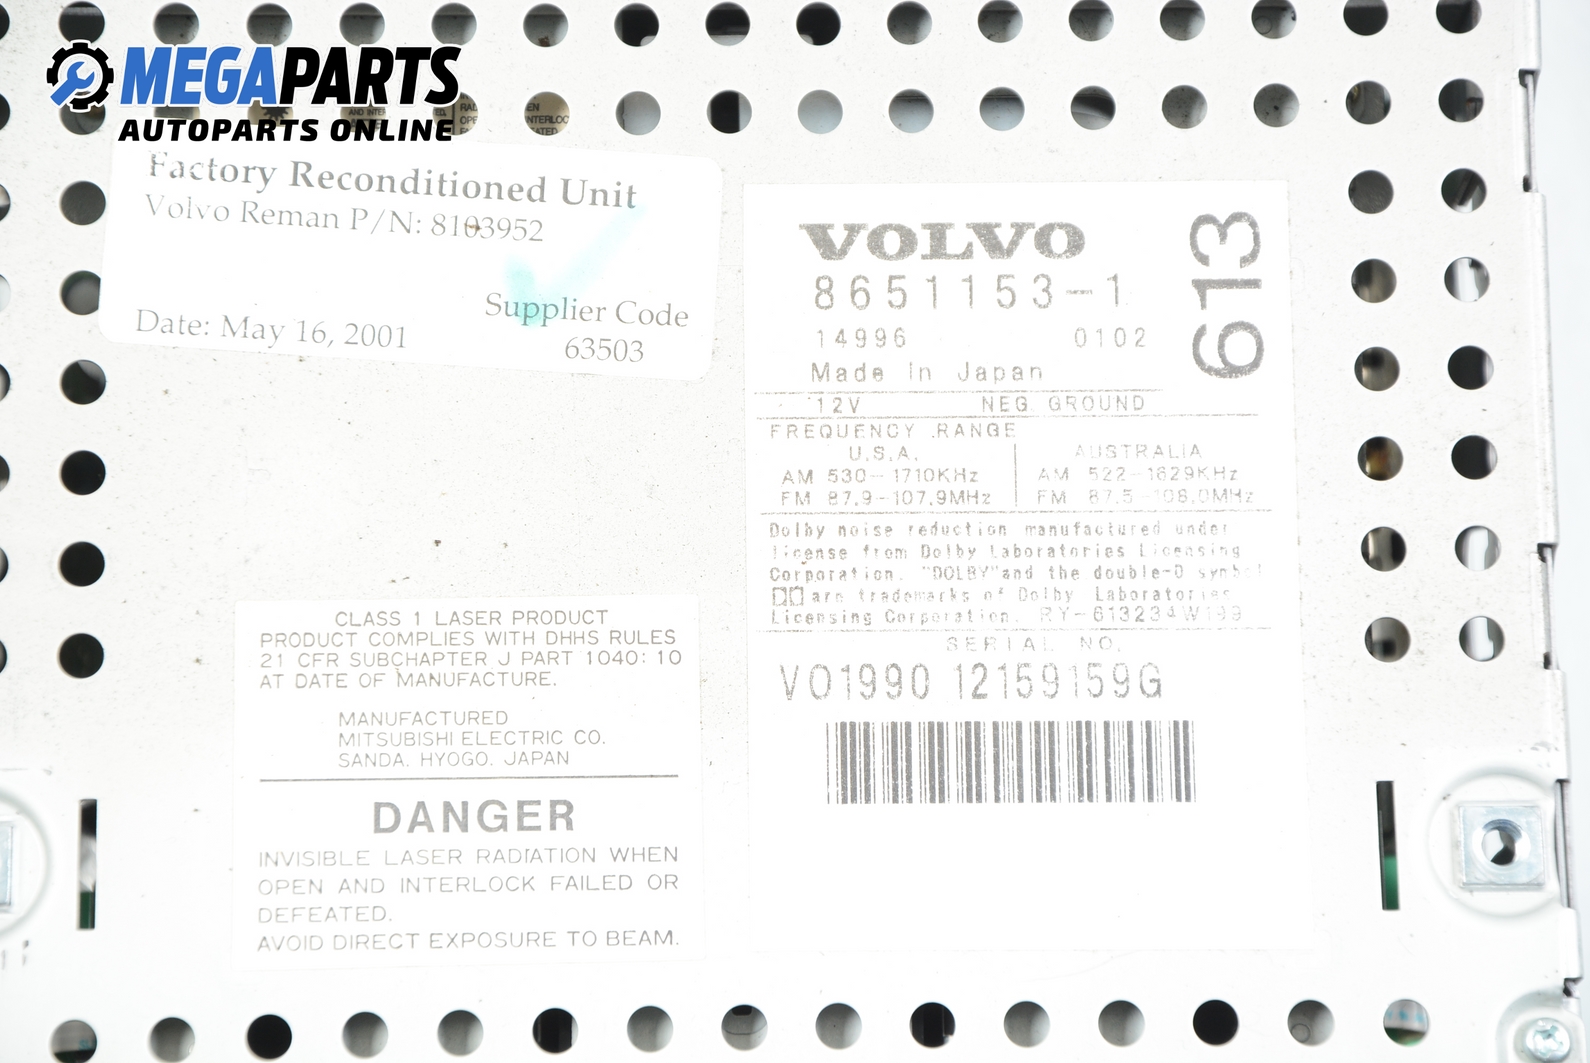 MEGAPARTS
AUTOPARTS ONLINE
Factory Reconditioned Unit
Volvo Reman P/N: 8103952
Supplier Code
Date: May 16, 2001
63503
VOLVO
613
8651153-1
14996 0102
Made In Japan
12V NEG. GROUND
FREQUENCY RANGE
U.S.A. AUSTRALIA
AM 530-1710KHz AM 522-1629KHz
FM 87.9-107.9MHz FM 87.5-108.0MHz
Dolby noise reduction manufactured under
license from Dolby Laboratories Licensing
Corporation. "DOLBY" and the double-D symbol
are trademarks of Dolby Laboratories
Licensing Corporation. RY-613234W199
SERIAL NO.
V01990 12159159G
CLASS 1 LASER PRODUCT
PRODUCT COMPLIES WITH DHHS RULES
21 CFR SUBCHAPTER J PART 1040:10
AT DATE OF MANUFACTURE.
MANUFACTURED
MITSUBISHI ELECTRIC CO.
SANDA. HYOGO. JAPAN
DANGER
INVISIBLE LASER RADIATION WHEN
OPEN AND INTERLOCK FAILED OR
DEFEATED.
AVOID DIRECT EXPOSURE TO BEAM.